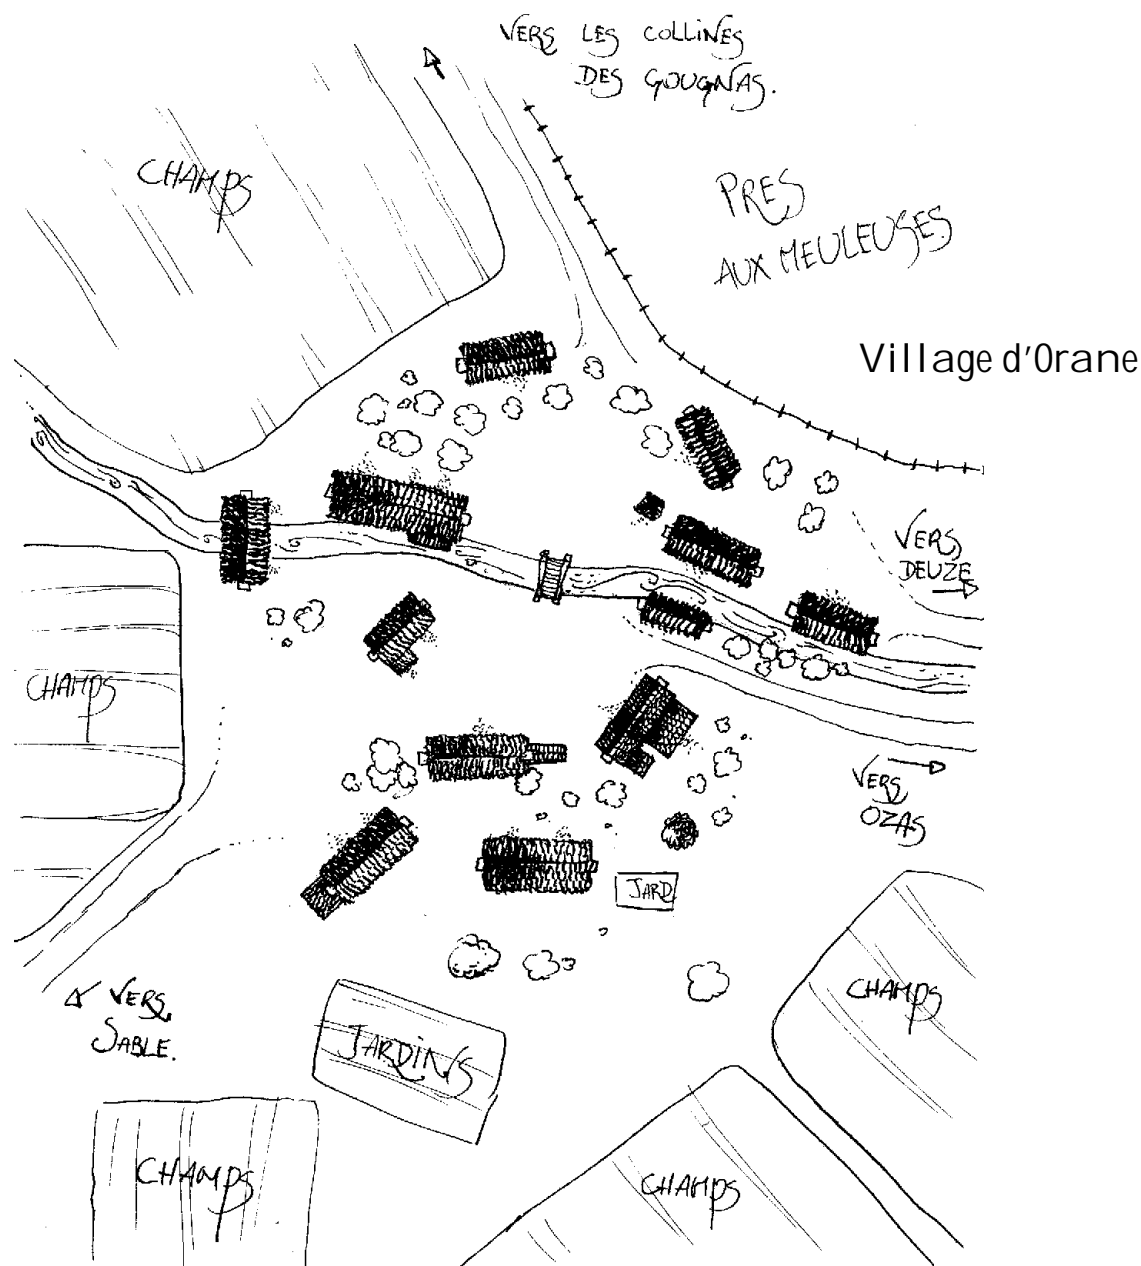 VERS LES COLLINES
DES GOUGNAS.
CHAMPS
PRES
AUX MEULEUSES
Village d'Orane
VERS
DEUZE
CHAMPS
VERS
OZAS
JARD.
CHAMPS
VERS
SABLE.
JARDINS
CHAMPS
CHAMPS